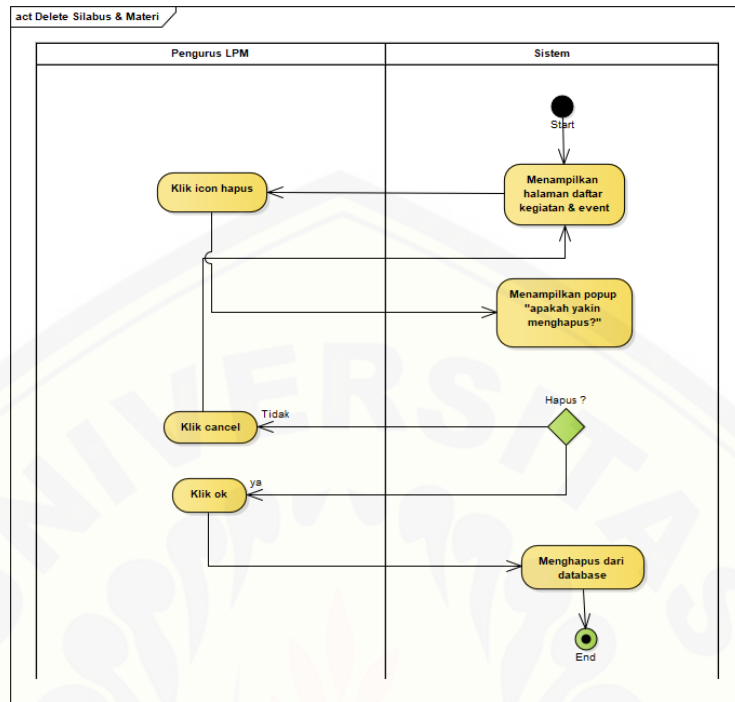 act Delete Silabus & Materi
Pengurus LPM
Sistem
Start
Klik icon hapus
Menampilkan
halaman daftar
kegiatan & event
Menampilkan popup
"apakah yakin
menghapus?"
Hapus ?
Tidak
Klik cancel
ya
Klik ok
Menghapus dari
database
End
UNIVERSITAS